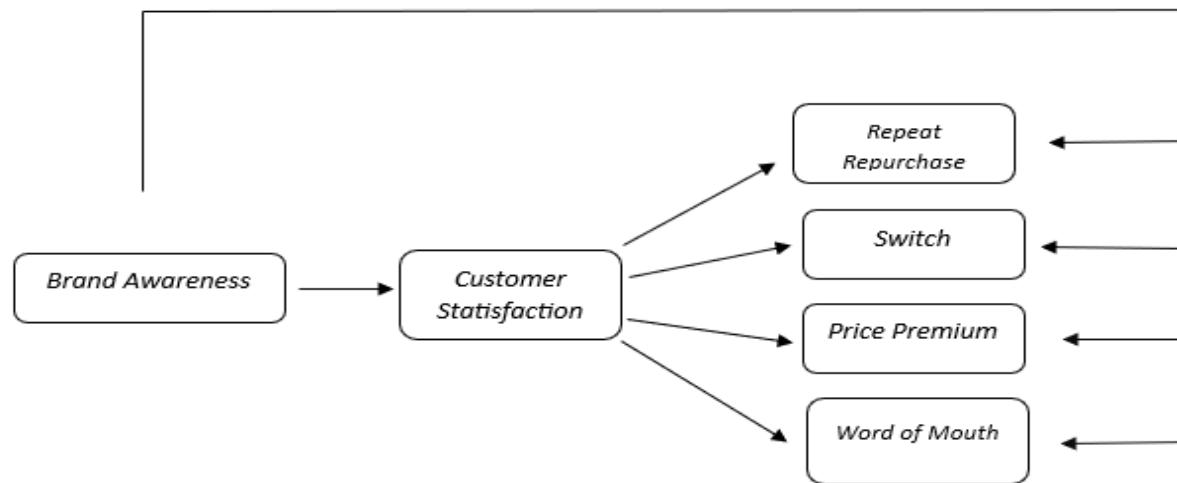 Repeat
Repurchase
Switch
Brand Awareness
Customer
Statisfaction
Price Premium
Word of Mouth